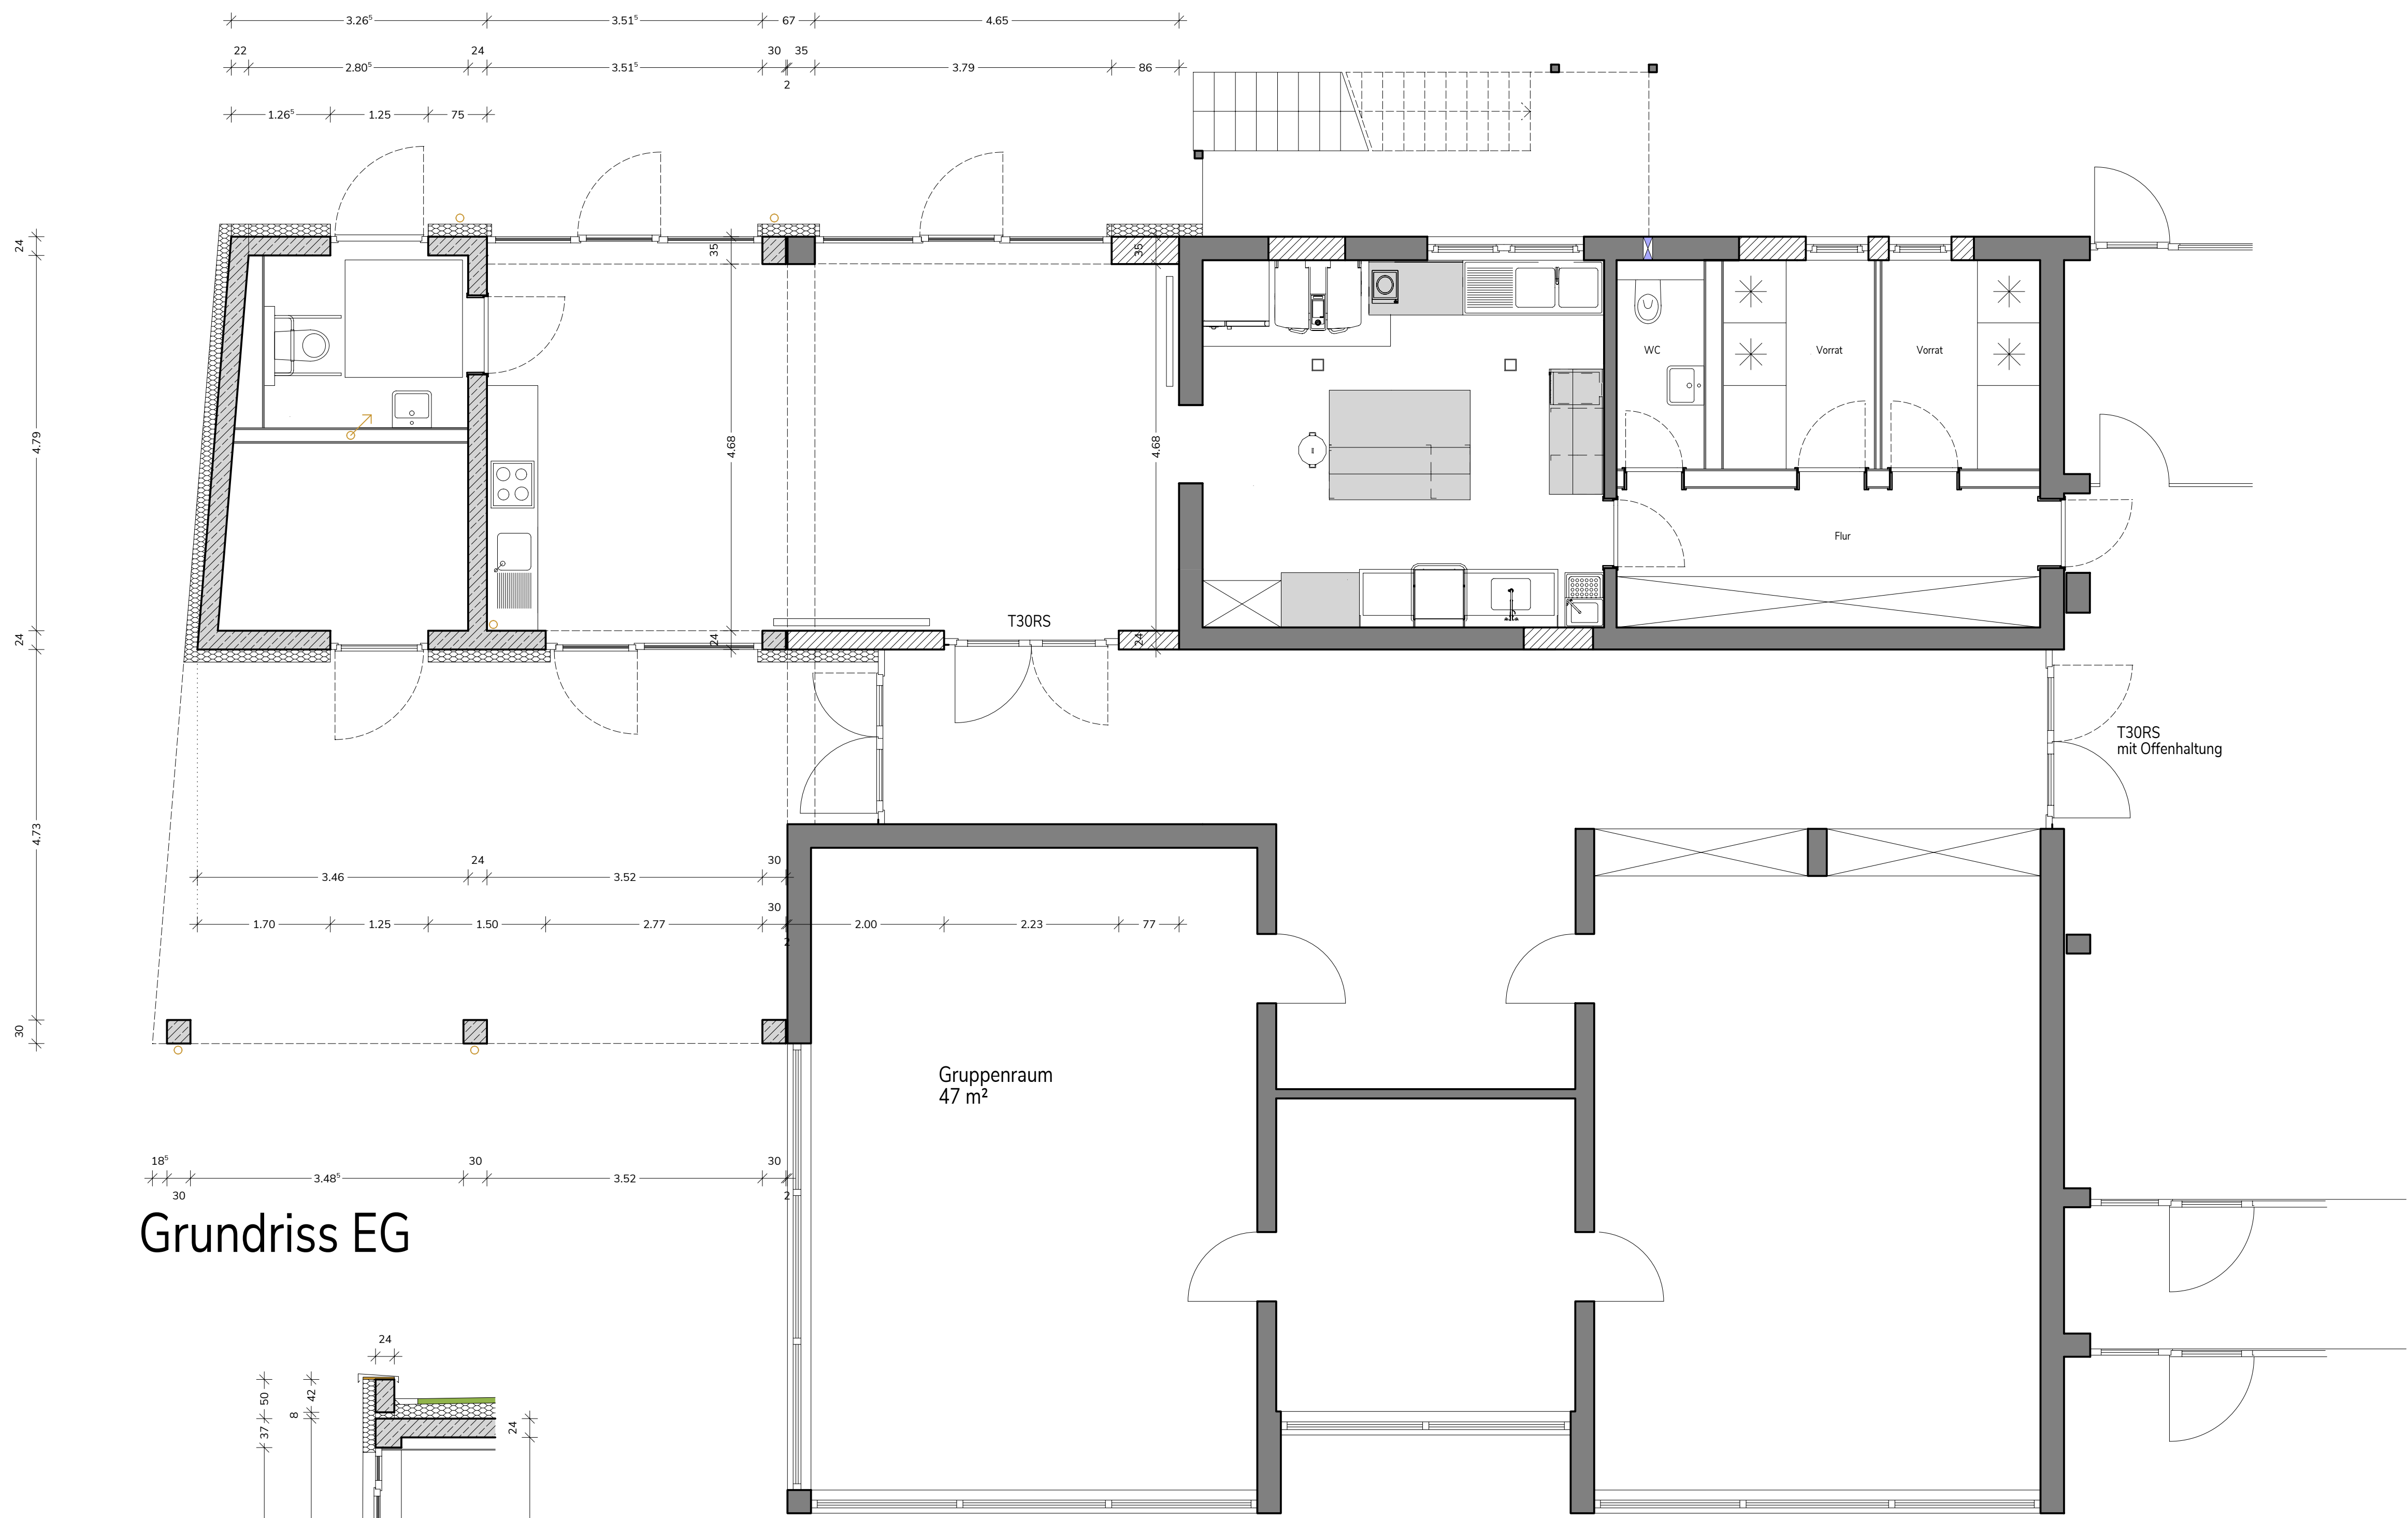 3.26⁵ 3.51⁵ 67 4.65
22 24 30 35
2.80⁵ 3.51⁵ 3.79 86
2
1.26⁵ 1.25 75
24
35
35
4.79
4.68
4.68
WC
Vorrat
Vorrat
Flur
T30RS
24
24
24
T30RS
mit Offenhaltung
4.73
24 30
3.46 3.52
30
1.70 1.25 1.50 2.77 2.00 2.23 77
2
30
Gruppenraum
47 m²
18⁵ 30 30
3.48⁵ 3.52
30 2
Grundriss EG
24
50
42
8
37
24